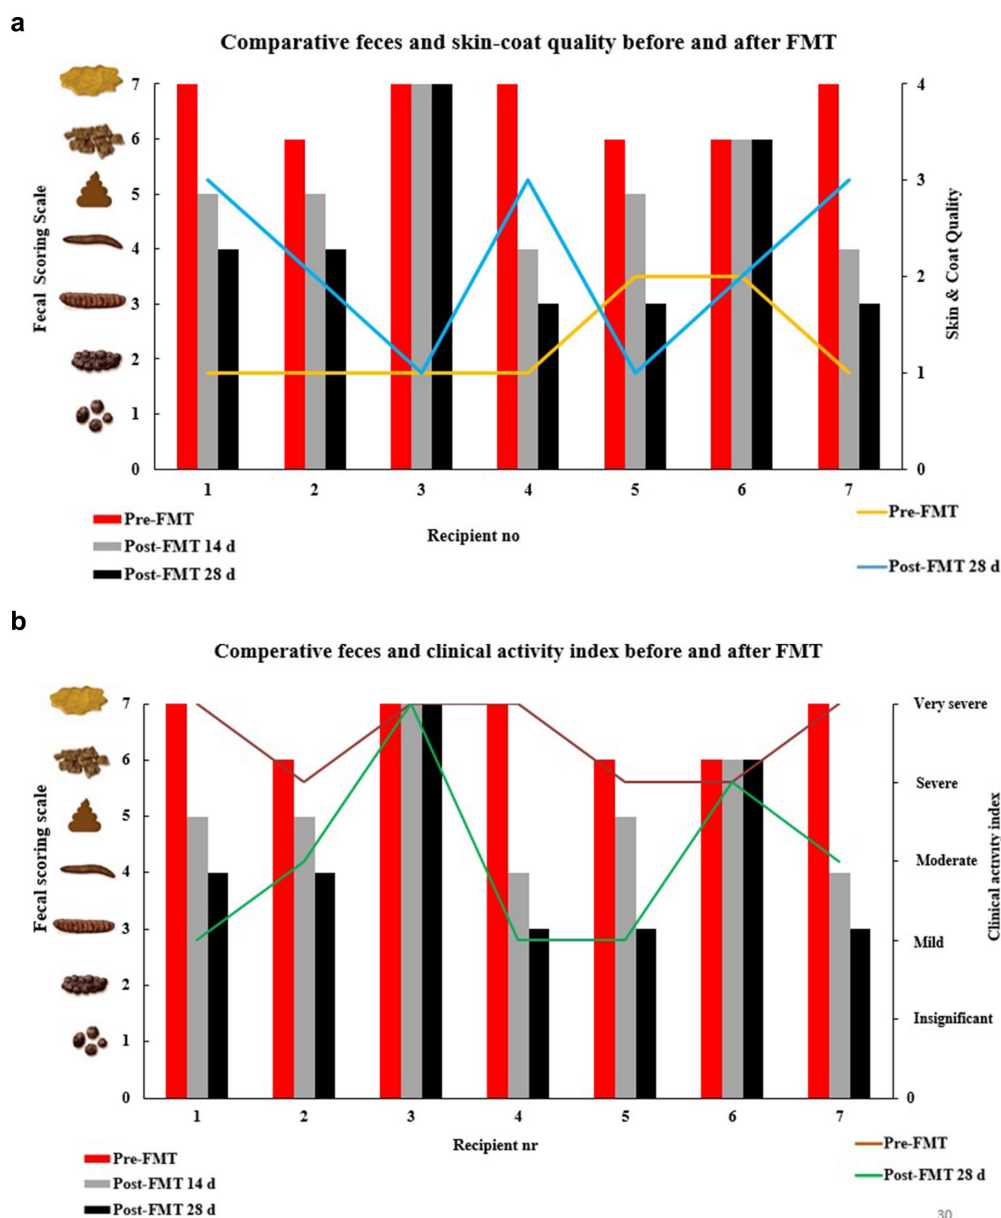 a
Comparative feces and skin-coat quality before and after FMT
Fecal Scoring Scale
7
6
5
4
3
2
1
0
4
3
2
1
0
Skin & Coat Quality
1 2 3 4 5 6 7
Recipient no
Pre-FMT
Post-FMT 14 d
Post-FMT 28 d
Pre-FMT
Post-FMT 28 d
b
Comperative feces and clinical activity index before and after FMT
Fecal scoring scale
7
6
5
4
3
2
1
0
Very severe
Severe
Moderate
Mild
Insignificant
0
Clinical activity index
1 2 3 4 5 6 7
Recipient nr
Pre-FMT
Post-FMT 14 d
Post-FMT 28 d
Pre-FMT
Post-FMT 28 d
30